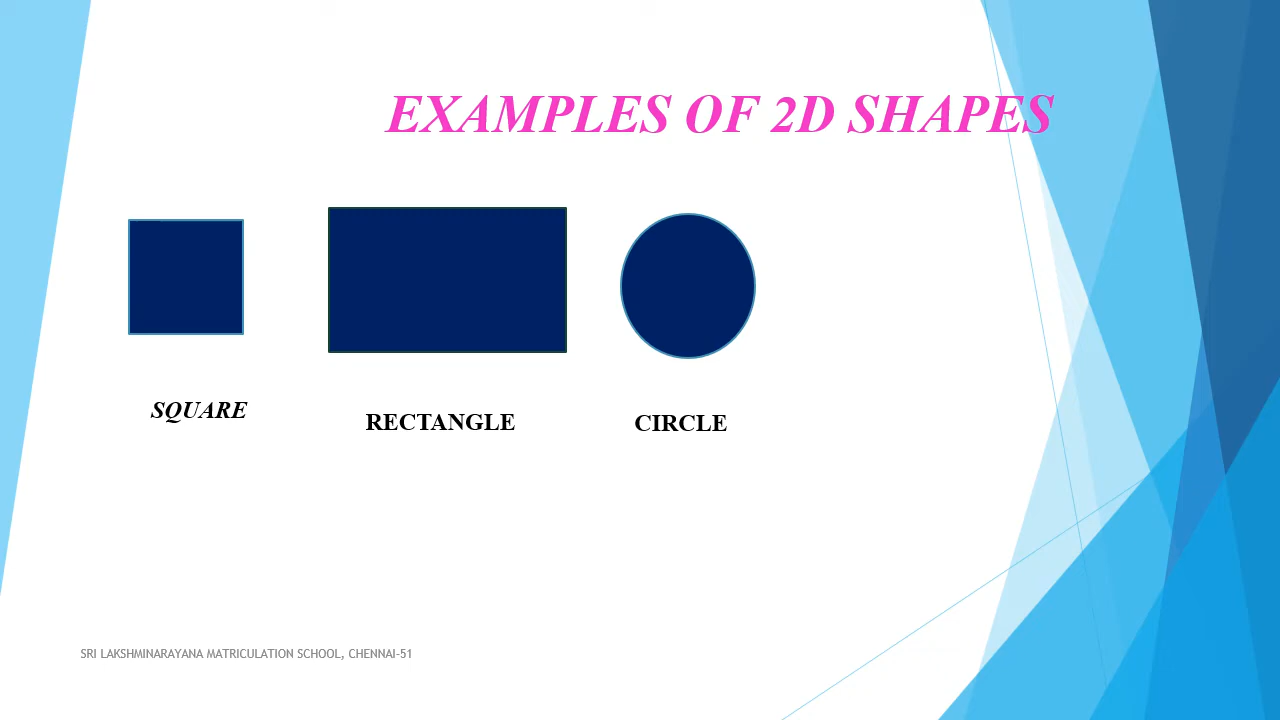 EXAMPLES OF 2D SHAPES
SQUARE
RECTANGLE
CIRCLE
SRI LAKSHMINARAYANA MATRICULATION SCHOOL, CHENNAI-51